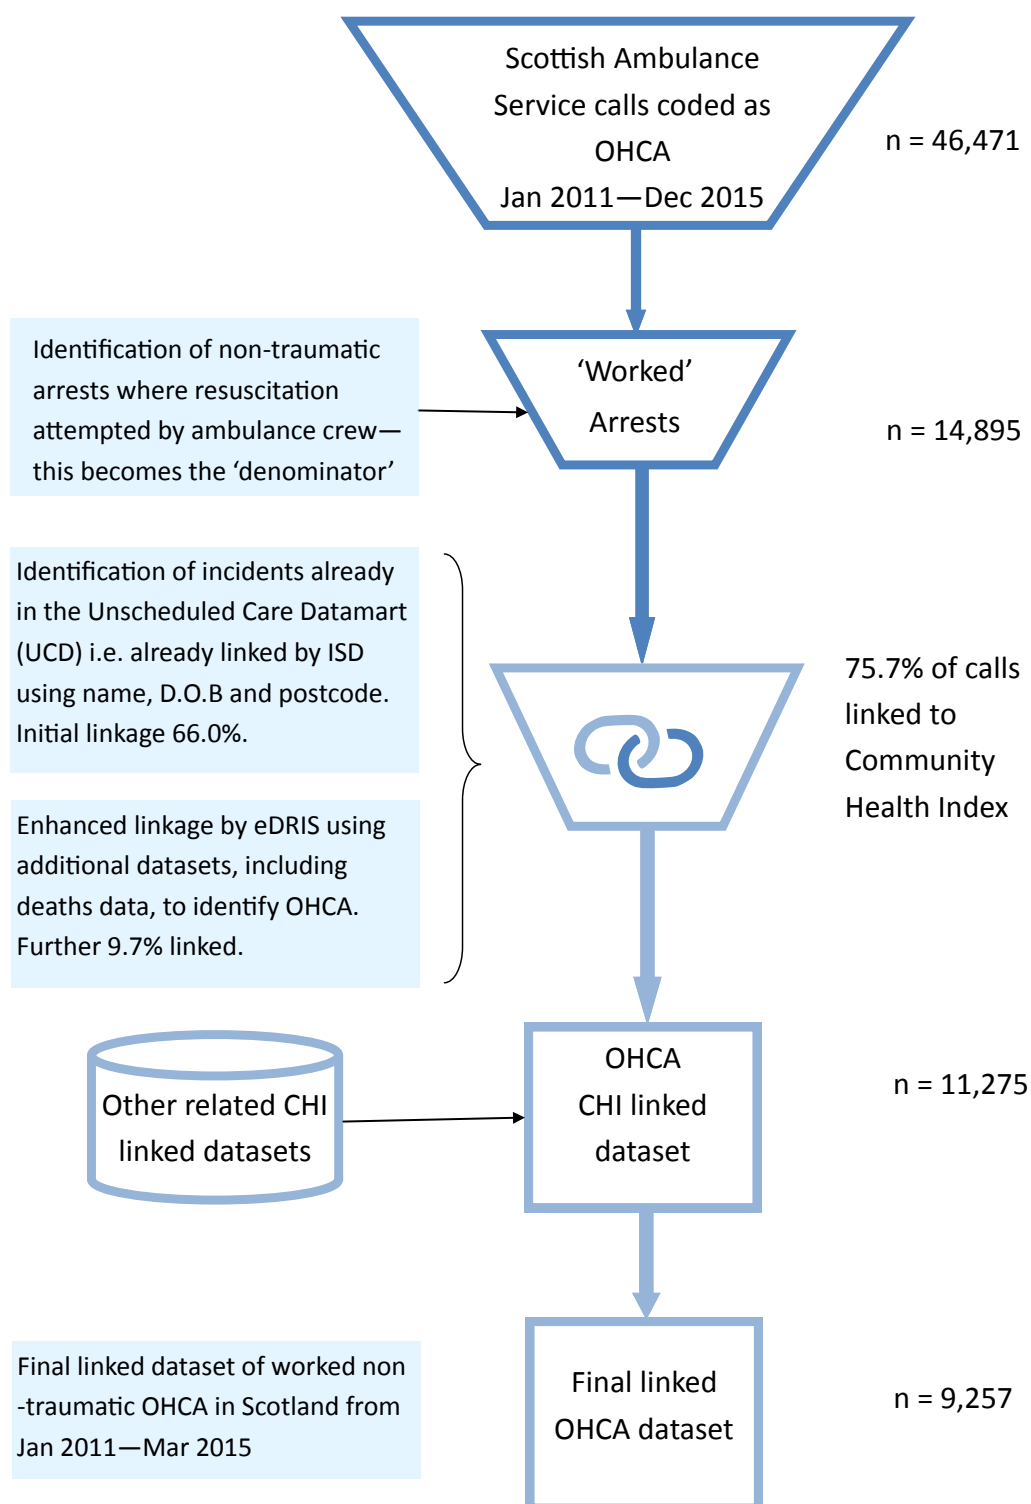 Scottish Ambulance
Service calls coded as
OHCA
Jan 2011—Dec 2015
n = 46,471
Identification of non-traumatic
arrests where resuscitation
attempted by ambulance crew—
this becomes the ‘denominator’
‘Worked’
Arrests
n = 14,895
Identification of incidents already
in the Unscheduled Care Datamart
(UCD) i.e. already linked by ISD
using name, D.O.B and postcode.
Initial linkage 66.0%.
Enhanced linkage by eDRIS using
additional datasets, including
deaths data, to identify OHCA.
Further 9.7% linked.
75.7% of calls
linked to
Community
Health Index
Other related CHI
linked datasets
OHCA
CHI linked
dataset
n = 11,275
Final linked dataset of worked non
-traumatic OHCA in Scotland from
Jan 2011—Mar 2015
Final linked
OHCA dataset
n = 9,257